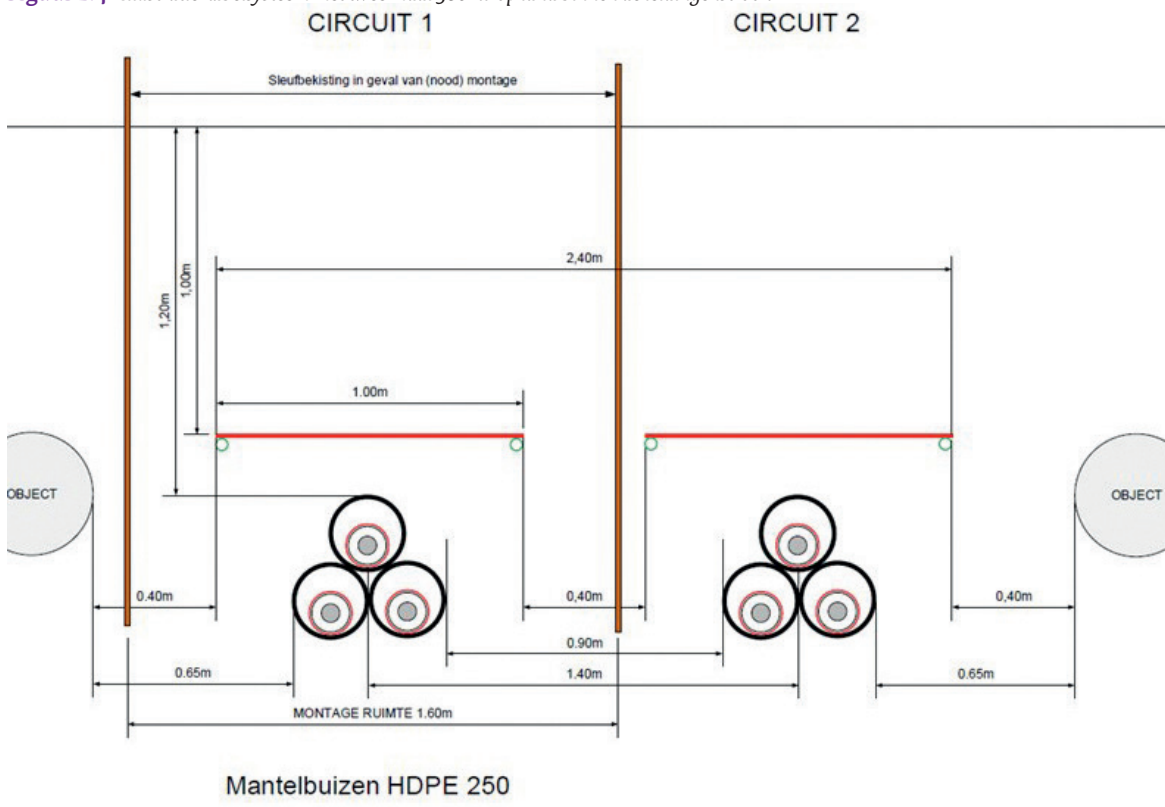 CIRCUIT 1
CIRCUIT 2
Sleufbekisting in geval van (nood) montage
2,40m
1,00m
1,20m
1.00m
OBJECT
OBJECT
0.40m
0,40m
0,40m
0.90m
0.65m
1.40m
0.65m
MONTAGE RUIMTE 1.60m
Mantelbuizen HDPE 250